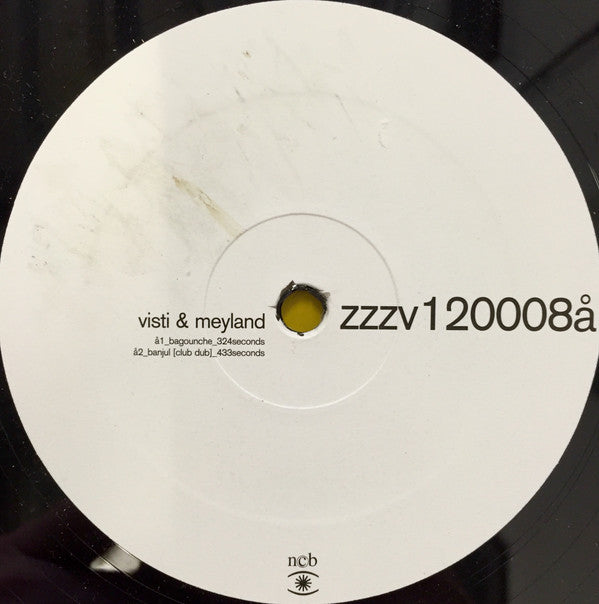 visti & meyland
å1_bagounche_324seconds
å2_banjul [club dub]_433seconds
zzzv120008å
ncb